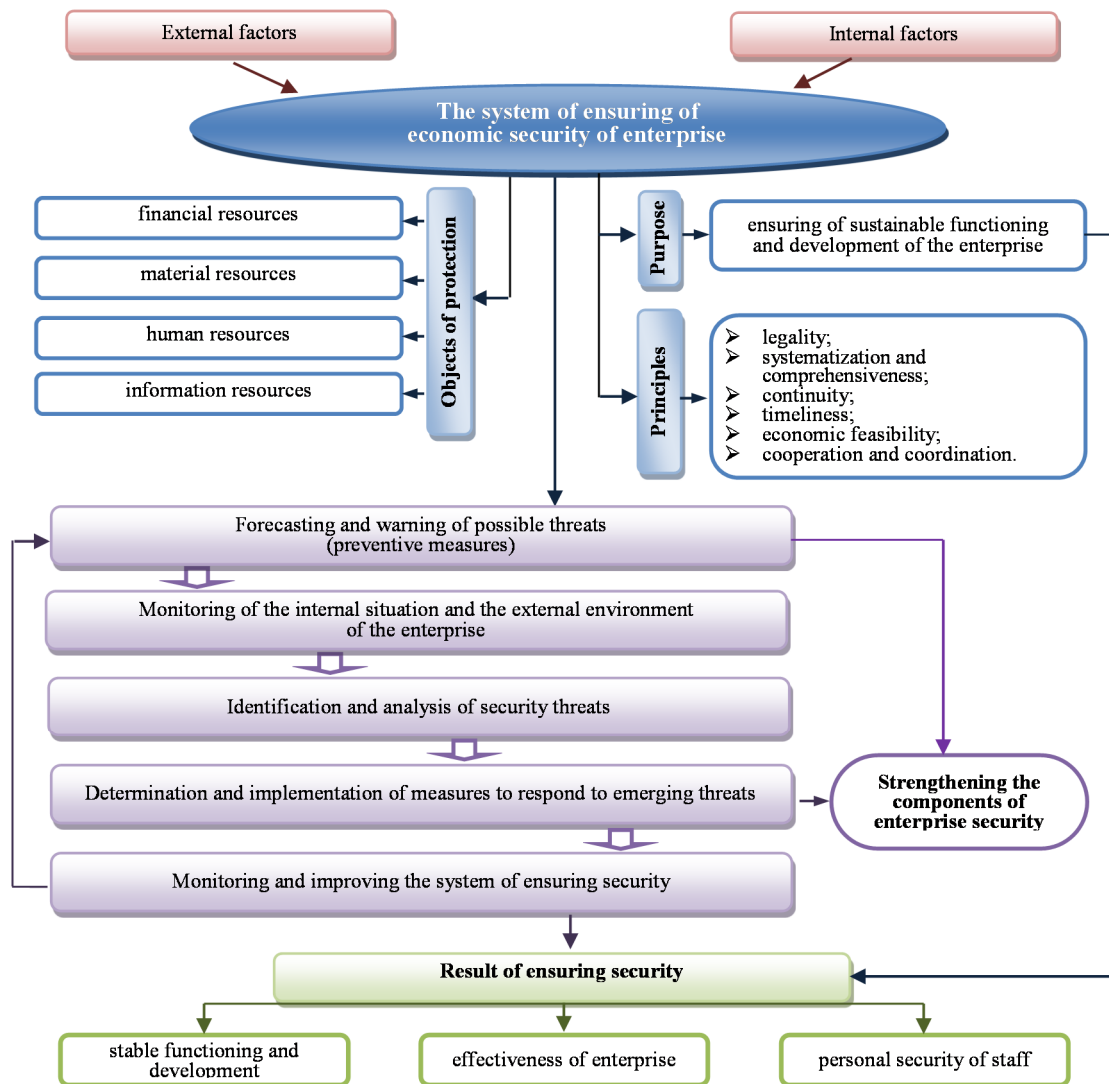 External factors
Internal factors
The system of ensuring of
economic security of enterprise
financial resources
material resources
human resources
information resources
Objects of protection
Purpose
ensuring of sustainable functioning
and development of the enterprise
Principles
legality;
systematization and
comprehensiveness;
continuity;
timeliness;
economic feasibility;
cooperation and coordination.
Forecasting and warning of possible threats
(preventive measures)
Monitoring of the internal situation and the external environment
of the enterprise
Identification and analysis of security threats
Determination and implementation of measures to respond to emerging threats
Strengthening the
components of
enterprise security
Monitoring and improving the system of ensuring security
Result of ensuring security
stable functioning and
development
effectiveness of enterprise
personal security of staff